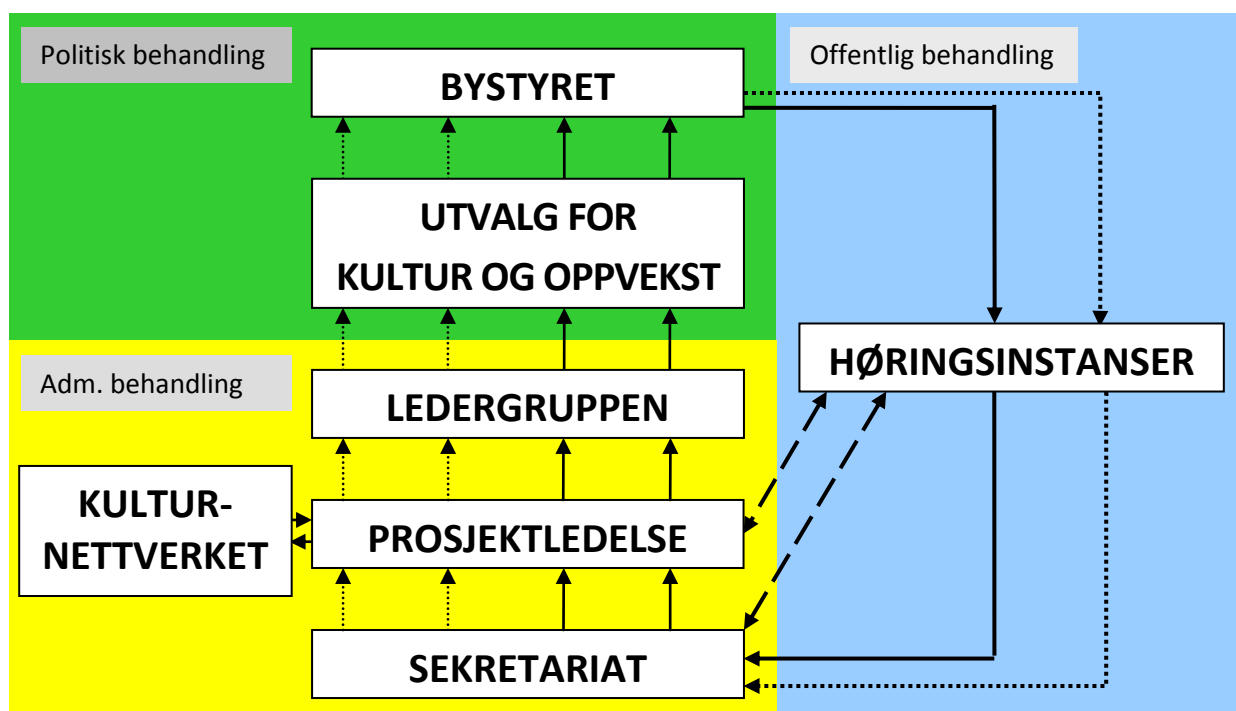 Politisk behandling
Offentlig behandling
BYSTYRET
UTVALG FOR
KULTUR OG OPPVEKST
HØRINGSINSTANSER
Adm. behandling
LEDERGRUPPEN
KULTUR-
NETTVERKET
PROSJEKTLEDELSE
SEKRETARIAT